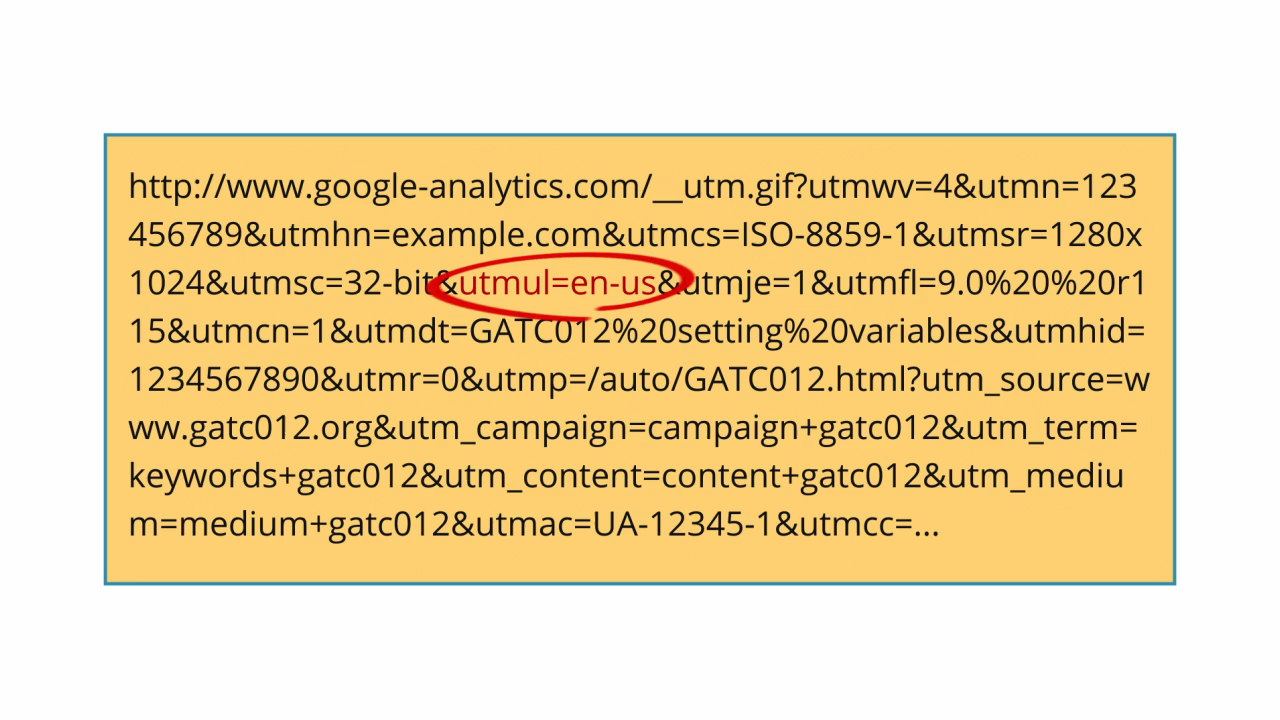 http://www.google-analytics.com/__utm.gif?utmwv=4&utmn=123
456789&utmhn=example.com&utmcs=ISO-8859-1&utmsr=1280x
1024&utmsc=32-bit&utmul=en-us&utmje=1&utmfl=9.0%20%20r1
15&utmcn=1&utmdt=GATC012%20setting%20variables&utmhid=
1234567890&utmr=0&utmp=/auto/GATC012.html?utm_source=w
ww.gatc012.org&utm_campaign=campaign+gatc012&utm_term=
keywords+gatc012&utm_content=content+gatc012&utm_mediu
m=medium+gatc012&utmac=UA-12345-1&utmcc=...